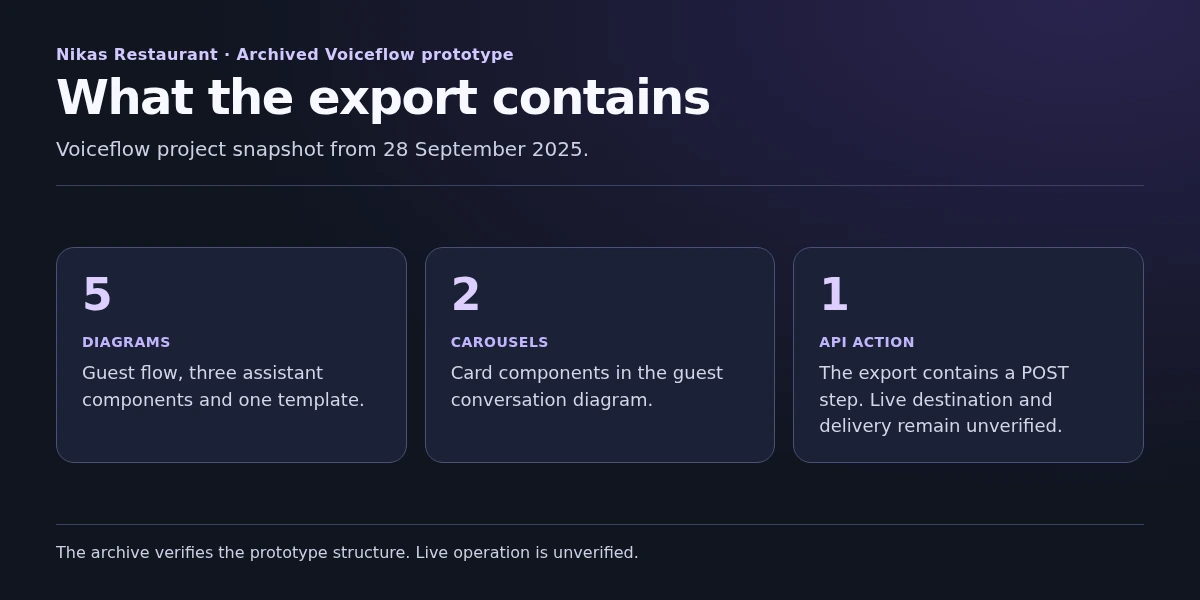 Nikas Restaurant · Archived Voiceflow prototype
What the export contains
Voiceflow project snapshot from 28 September 2025.
5
DIAGRAMS
Guest flow, three assistant
components and one template.
2
CAROUSELS
Card components in the guest
conversation diagram.
1
API ACTION
The export contains a POST
step. Live destination and
delivery remain unverified.
The archive verifies the prototype structure. Live operation is unverified.